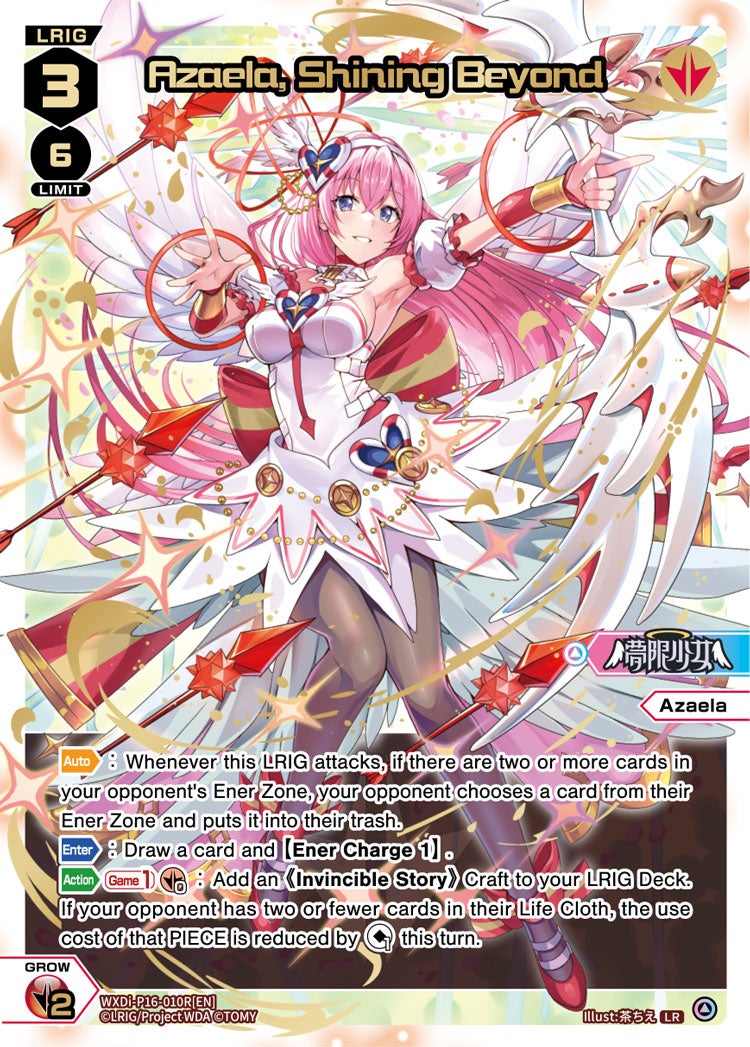 LRIG
3
6
LIMIT
Azaela, Shining Beyond
夢限少女
Azaela
Auto : Whenever this LRIG attacks, if there are two or more cards in
your opponent's Ener Zone, your opponent chooses a card from their
Ener Zone and puts it into their trash.
Enter : Draw a card and 【Ener Charge 1】.
Action Game 1 0 : Add an 《Invincible Story》 Craft to your LRIG Deck.
If your opponent has two or fewer cards in their Life Cloth, the use
cost of that PIECE is reduced by 1 this turn.
GROW
2
WXDi-P16-010R[EN]
©LRIG/Project WDA ©TOMY
Illust:茶ちえ LR